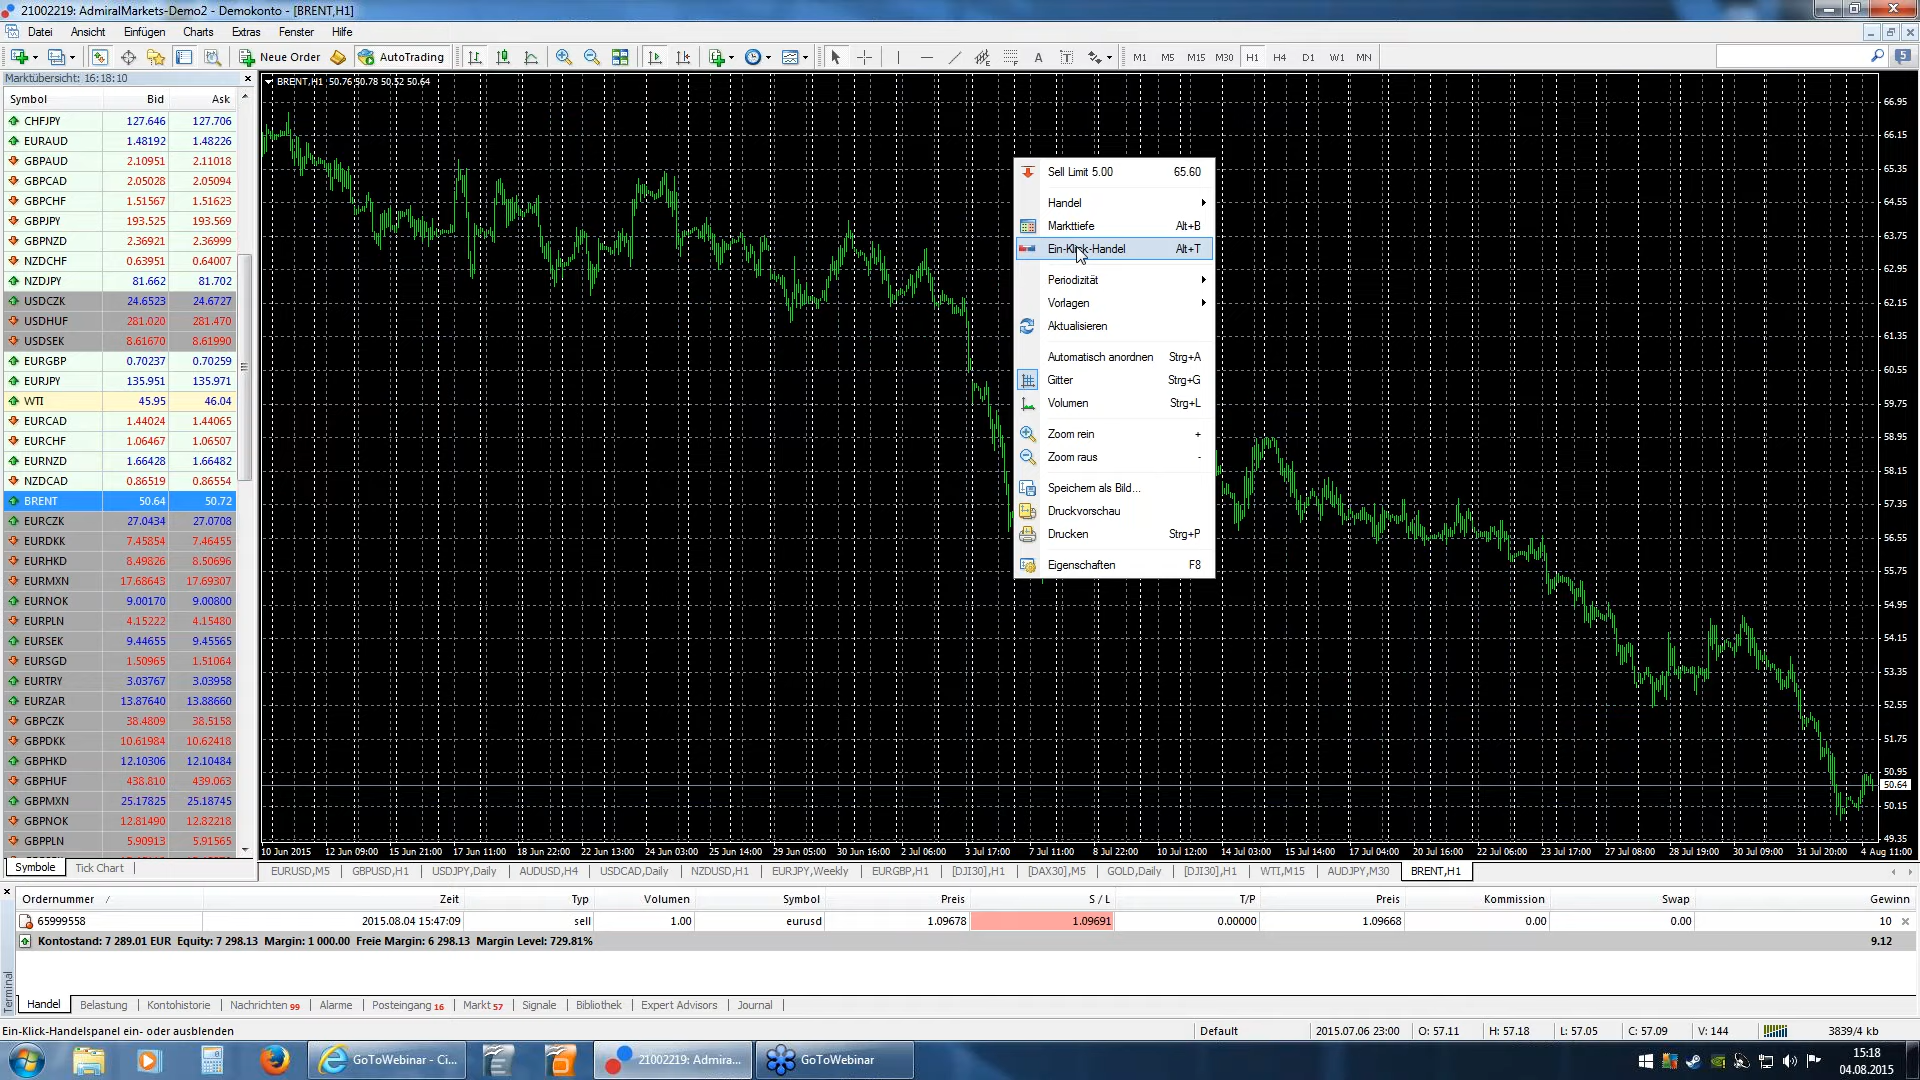 21002219: AdmiralMarkets-Demo2 - Demokonto - [BRENT,H1]
Datei Ansicht Einfügen Charts Extras Fenster Hilfe
Neue Order AutoTrading A T M1 M5 M15 M30 H1 H4 D1 W1 MN 5
Marktübersicht: 16:18:10
Symbol Bid Ask
CHFJPY 127.646 127.706
EURAUD 1.48192 1.48226
GBPAUD 2.10951 2.11018
GBPCAD 2.05028 2.05094
GBPCHF 1.51567 1.51623
GBPJPY 193.525 193.569
GBPNZD 2.36921 2.36999
NZDCHF 0.63951 0.64007
NZDJPY 81.662 81.702
USDCZK 24.6523 24.6727
USDHUF 281.020 281.470
USDSEK 8.61670 8.61990
EURGBP 0.70237 0.70259
EURJPY 135.951 135.971
WTI 45.95 46.04
EURCAD 1.44024 1.44065
EURCHF 1.06467 1.06507
EURNZD 1.66428 1.66482
NZDCAD 0.86519 0.86554
BRENT 50.64 50.72
EURCZK 27.0434 27.0708
EURDKK 7.45854 7.46455
EURHKD 8.49826 8.50696
EURMXN 17.68643 17.69307
EURNOK 9.00170 9.00800
EURPLN 4.15222 4.15480
EURSEK 9.44655 9.45565
EURSGD 1.50965 1.51064
EURTRY 3.03767 3.03958
EURZAR 13.87640 13.88660
GBPCZK 38.4809 38.5158
GBPDKK 10.61984 10.62418
GBPHKD 12.10306 12.10484
GBPHUF 438.810 439.063
GBPMXN 25.17825 25.18745
GBPNOK 12.81490 12.82218
GBPPLN 5.90913 5.91565
Symbole Tick Chart
BRENT,H1 50.76 50.78 50.52 50.64
Sell Limit 5.00 65.60
Handel
Markttiefe Alt+B
Ein-Klick-Handel Alt+T
Periodizität
Vorlagen
Aktualisieren
Automatisch anordnen Strg+A
Gitter Strg+G
Volumen Strg+L
Zoom rein +
Zoom raus -
Speichern als Bild...
Druckvorschau
Drucken Strg+P
Eigenschaften F8
66.95
66.15
65.35
64.55
63.75
62.95
62.15
61.35
60.55
59.75
58.95
58.15
57.35
56.55
55.75
54.95
54.15
53.35
52.55
51.75
50.95
50.64
50.15
49.35
10 Jun 2015 12 Jun 09:00 15 Jun 21:00 17 Jun 11:00 18 Jun 22:00 22 Jun 13:00 24 Jun 03:00 25 Jun 14:00 29 Jun 05:00 30 Jun 16:00 2 Jul 06:00 3 Jul 17:00 7 Jul 11:00 8 Jul 22:00 10 Jul 12:00 14 Jul 03:00 15 Jul 14:00 17 Jul 04:00 20 Jul 16:00 22 Jul 06:00 23 Jul 17:00 27 Jul 08:00 28 Jul 19:00 30 Jul 09:00 31 Jul 20:00 4 Aug 11:00
EURUSD,M5 GBPUSD,H1 USDJPY,Daily AUDUSD,H4 USDCAD,Daily NZDUSD,H1 EURJPY,Weekly EURGBP,H1 [DJI30],H1 [DAX30],M5 GOLD,Daily [DJI30],H1 WTI,M15 AUDJPY,M30 BRENT,H1
Ordernummer / Zeit Typ Volumen Symbol Preis S / L T/P Preis Kommission Swap Gewinn
65999558 2015.08.04 15:47:09 sell 1.00 eurusd 1.09678 1.09691 0.00000 1.09668 0.00 0.00 10
Kontostand: 7 289.01 EUR Equity: 7 298.13 Margin: 1 000.00 Freie Margin: 6 298.13 Margin Level: 729.81% 9.12
Terminal
Handel Belastung Kontohistorie Nachrichten 99 Alarme Posteingang 16 Markt 57 Signale Bibliothek Expert Advisors Journal
Ein-Klick-Handelspanel ein- oder ausblenden Default 2015.07.06 23:00 O: 57.11 H: 57.18 L: 57.05 C: 57.09 V: 144 3839/4 kb
GoToWebinar - Ci... 21002219: Admira... GoToWebinar 15:18
04.08.2015